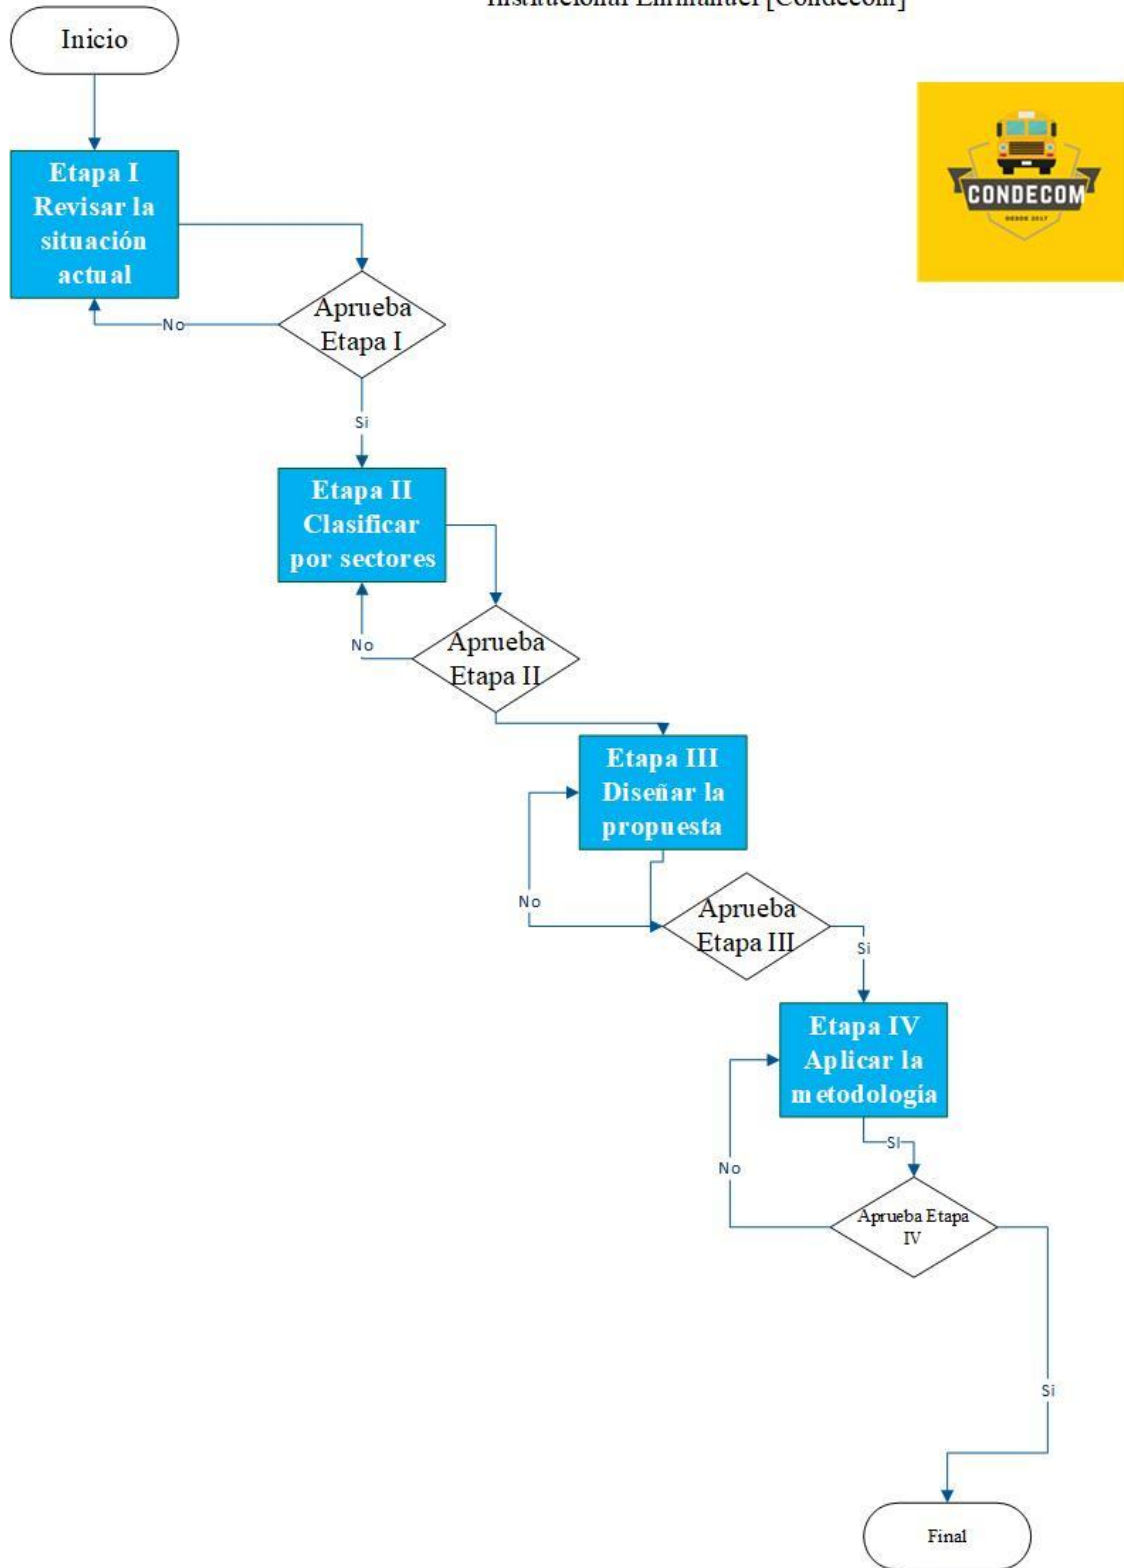 Institucional Emmanuel [Condecom]
Inicio
CONDECOM
DESDE 2017
Etapa I
Revisar la
situación
actual
Aprueba
Etapa I
No
Si
Etapa II
Clasificar
por sectores
Aprueba
Etapa II
No
Etapa III
Diseñar la
propuesta
No
Aprueba
Etapa III
Si
Etapa IV
Aplicar la
metodología
SI
No
Aprueba Etapa
IV
Si
Final